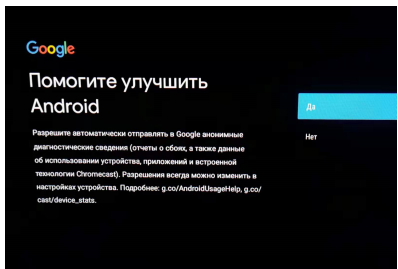 Google
Помогите улучшить
Android
Разрешите автоматически отправлять в Google анонимные
диагностические сведения (отчеты о сбоях, а также данные
об использовании устройства, приложений и встроенной
технологии Chromecast). Разрешения всегда можно изменить в
настройках устройства. Подробнее: g.co/AndroidUsageHelp, g.co/
cast/device_stats.
Да
Нет